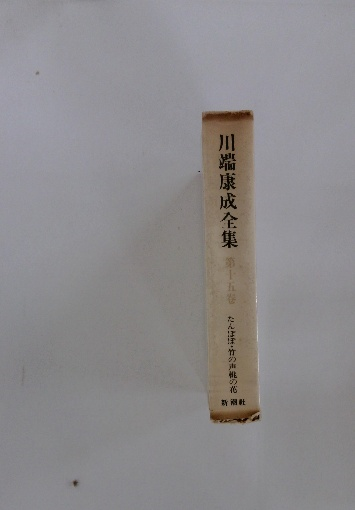 川端康成全集
第十五巻
たんぽぽ・竹の声桃の花
新潮社